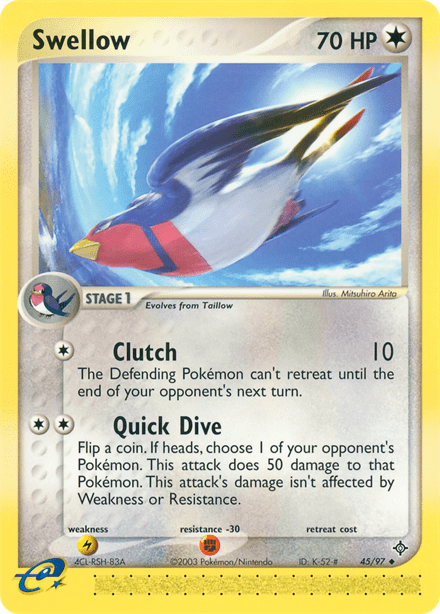 Swellow 70 HP
Illus. Mitsuhiro Arita
STAGE 1
Evolves from Taillow
Clutch 10
The Defending Pokémon can't retreat until the
end of your opponent's next turn.
Quick Dive
Flip a coin. If heads, choose 1 of your opponent's
Pokémon. This attack does 50 damage to that
Pokémon. This attack's damage isn't affected by
Weakness or Resistance.
weakness resistance -30 retreat cost
4CL-R5H-83A ©2003 Pokémon/Nintendo ID: K-52-# 45/97
e